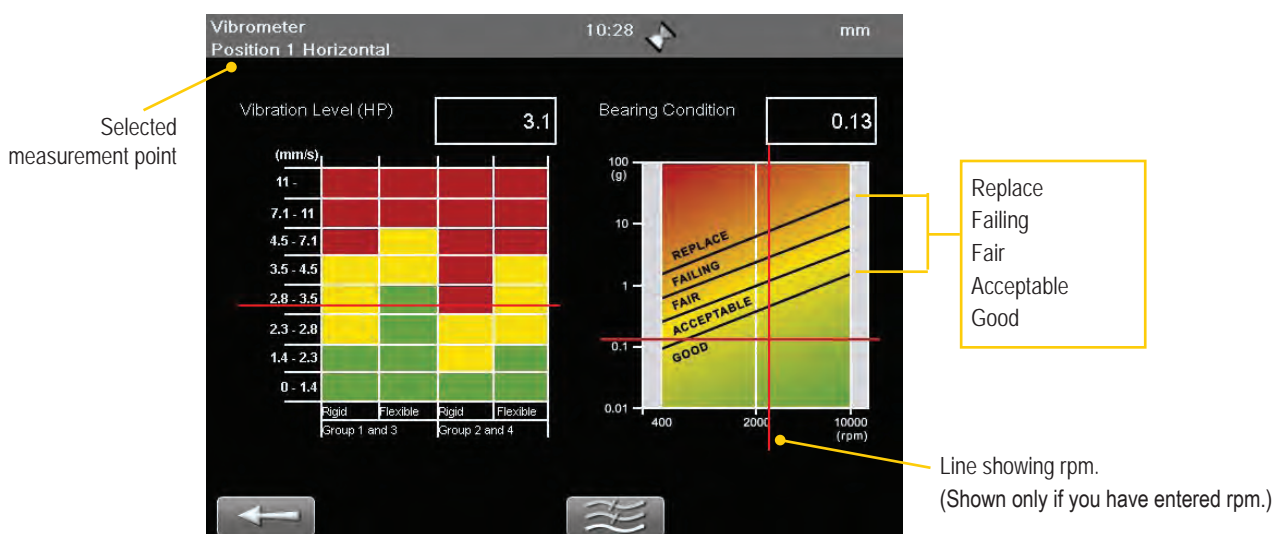 Vibrometer
10:28
mm
Position 1 Horizontal
Selected
measurement point
Vibration Level (HP)
3.1
(mm/s)
11 -
7.1 - 11
4.5 - 7.1
3.5 - 4.5
2.8 - 3.5
2.3 - 2.8
1.4 - 2.3
0 - 1.4
Rigid
Flexible
Rigid
Flexible
Group 1 and 3
Group 2 and 4
Bearing Condition
0.13
100
(g)
10
1
0.1
0.01
REPLACE
FAILING
FAIR
ACCEPTABLE
GOOD
400
2000
10000
(rpm)
Replace
Failing
Fair
Acceptable
Good
Line showing rpm.
(Shown only if you have entered rpm.)